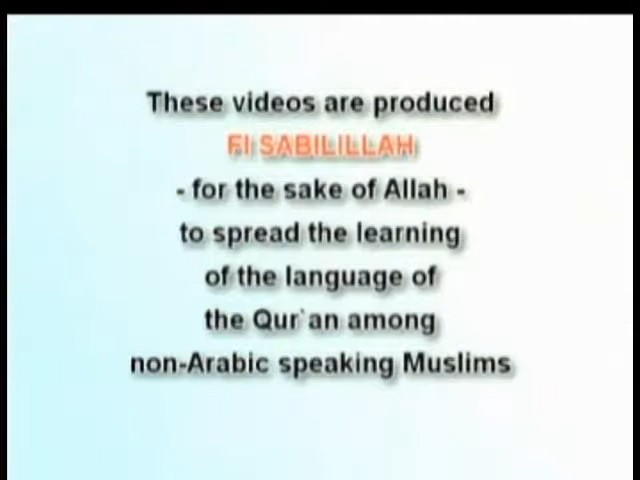 These videos are produced
FI SABILILLAH
- for the sake of Allah -
to spread the learning
of the language of
the Qur`an among
non-Arabic speaking Muslims